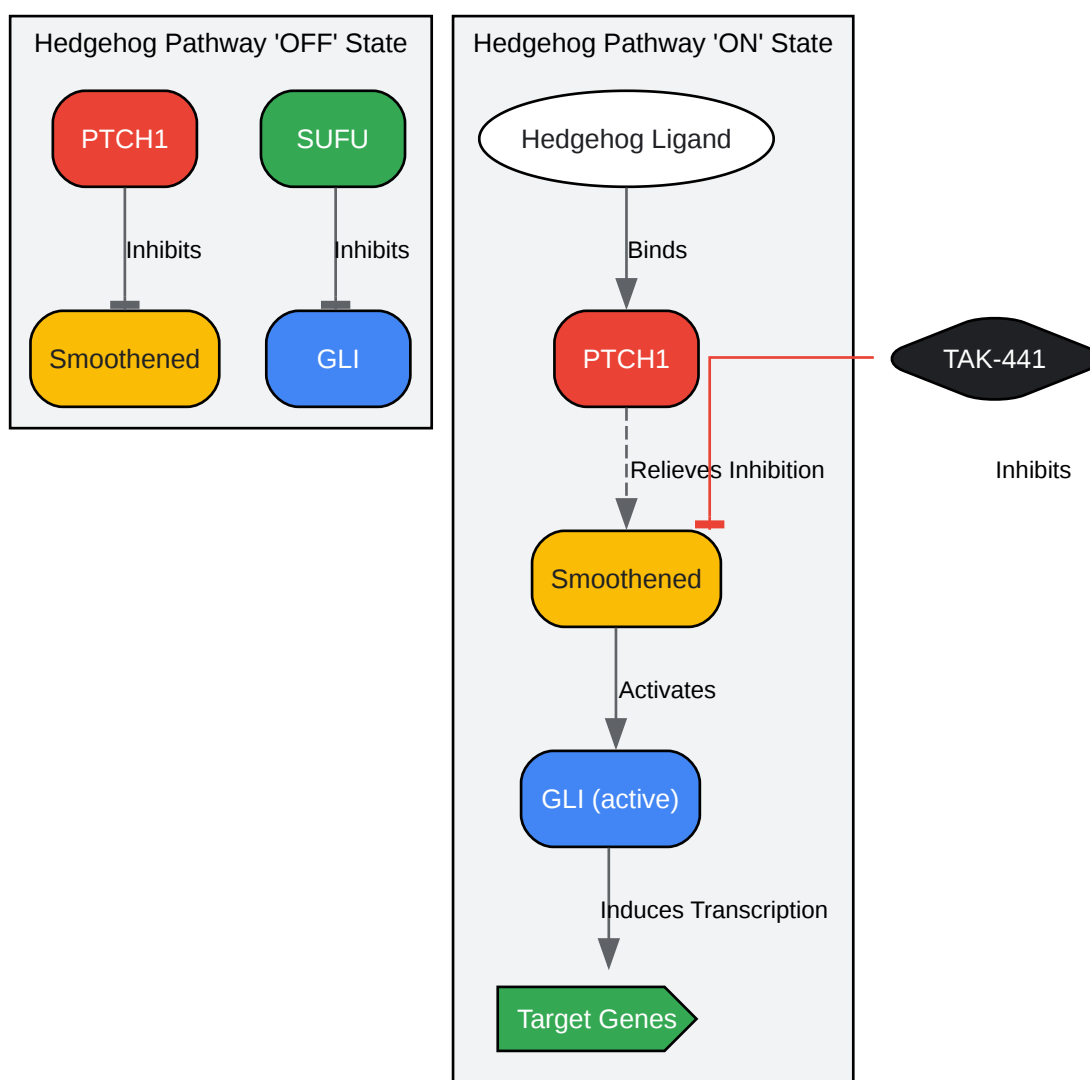 Hedgehog Pathway 'OFF' State
PTCH1
SUFU
Inhibits
Inhibits
Smoothened
GLI
Hedgehog Pathway 'ON' State
Hedgehog Ligand
Binds
PTCH1
TAK-441
Relieves Inhibition
Inhibits
Smoothened
Activates
GLI (active)
Induces Transcription
Target Genes